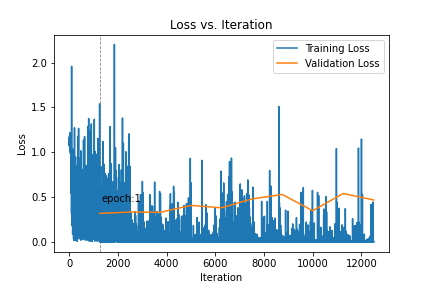 Loss vs. Iteration
Training Loss
Validation Loss
2.0
1.5
1.0
0.5
0.0
Loss
epoch:1
0
2000
4000
6000
8000
10000
12000
Iteration